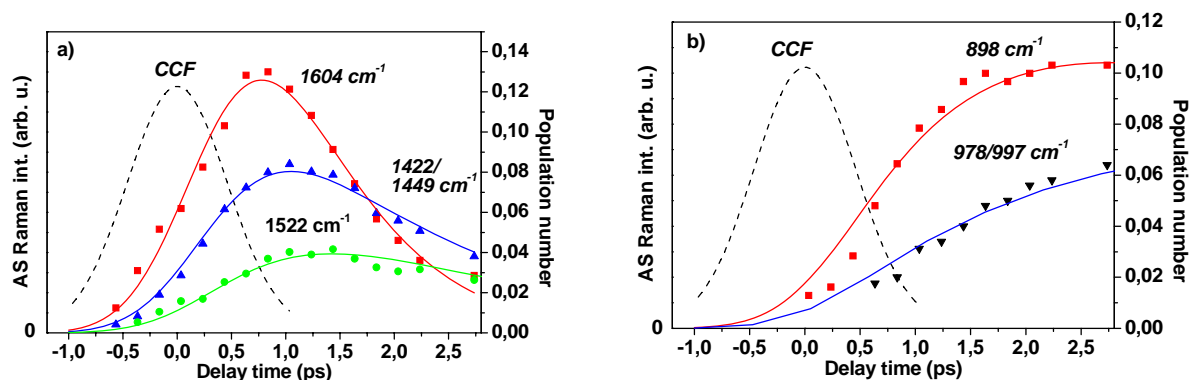 a)
CCF
1604 cm-1
1422/
1449 cm-1
1522 cm-1
AS Raman int. (arb. u.)
0
0,14
0,12
0,10
0,08
0,06
0,04
0,02
0,00
Population number
-1,0 -0,5 0,0 0,5 1,0 1,5 2,0 2,5
Delay time (ps)
b)
CCF
898 cm-1
978/997 cm-1
AS Raman int. (arb. u.)
0
0,12
0,10
0,08
0,06
0,04
0,02
0,00
Population number
-1,0 -0,5 0,0 0,5 1,0 1,5 2,0 2,5
Delay time (ps)